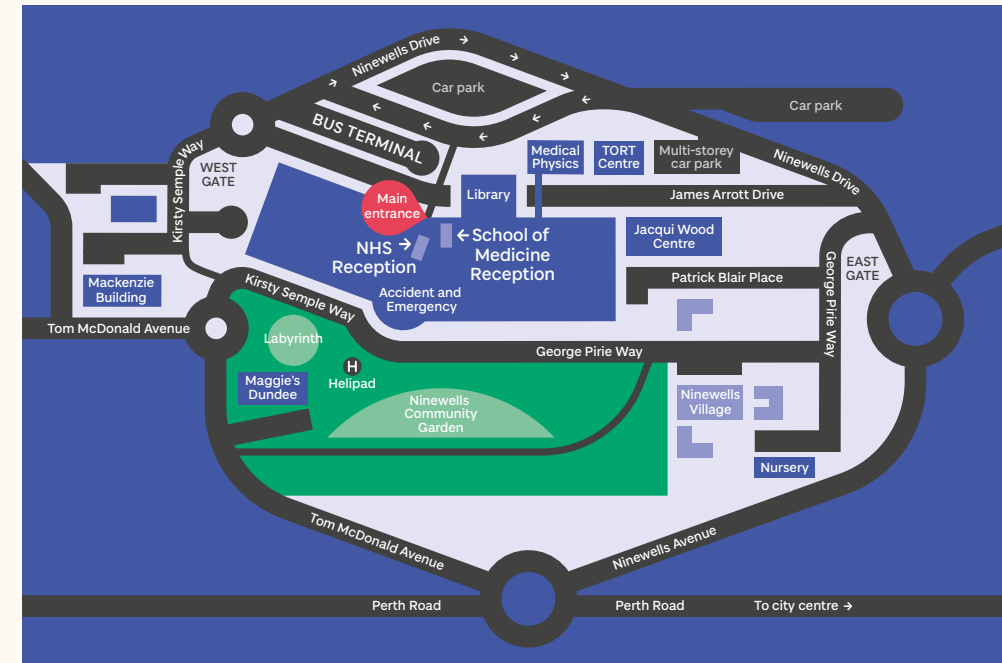 Ninewells Drive
Car park
Car park
BUS TERMINAL
Kirsty Semple Way
WEST
GATE
Medical
Physics
TORT
Centre
Multi-storey
car park
Ninewells Drive
Main
entrance
Library
James Arrott Drive
NHS →
Reception
← School of
Medicine
Reception
Jacqui Wood
Centre
George Pirie Way
EAST
GATE
Mackenzie
Building
Kirsty Semple Way
Accident and
Emergency
Patrick Blair Place
Tom McDonald Avenue
Labyrinth
George Pirie Way
H
Helipad
Maggie's
Dundee
Ninewells
Community
Garden
Ninewells
Village
Nursery
Tom McDonald Avenue
Ninewells Avenue
Perth Road
Perth Road
To city centre →